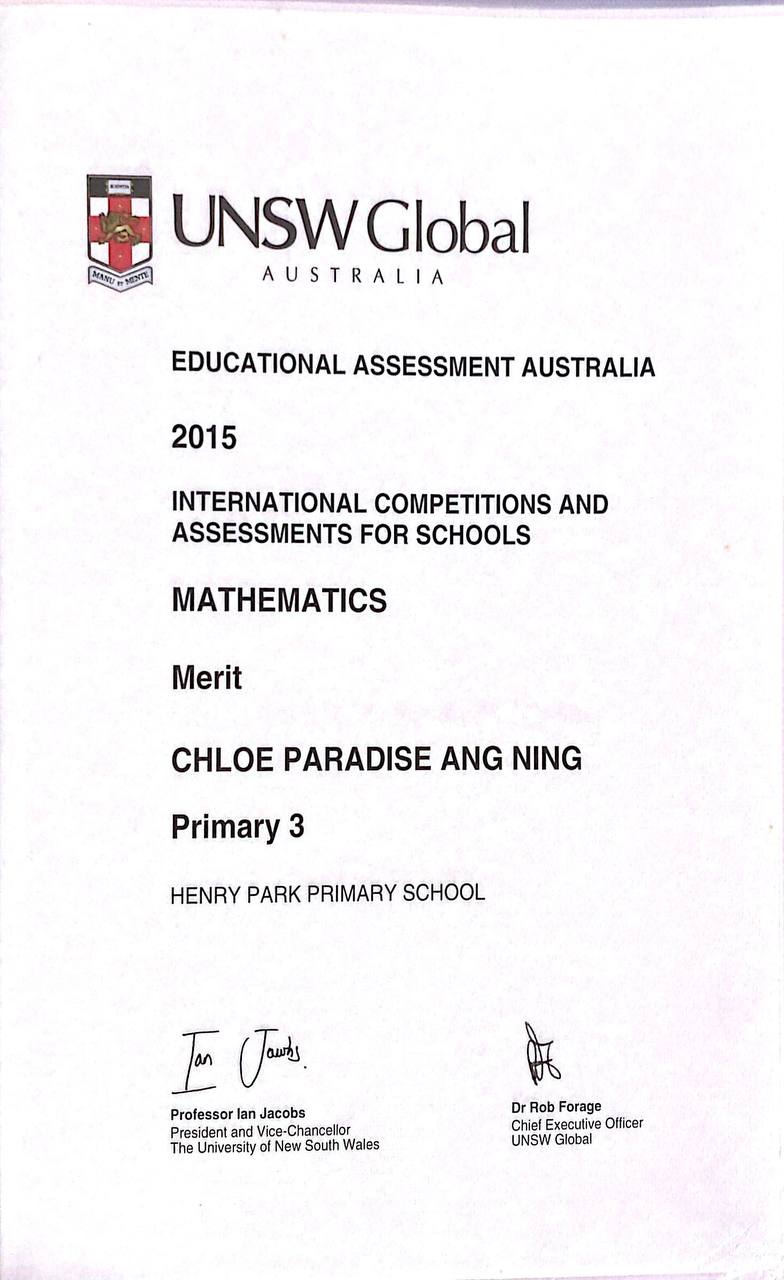 UNSW Global
AUSTRALIA
MANU ET MENTE
EDUCATIONAL ASSESSMENT AUSTRALIA
2015
INTERNATIONAL COMPETITIONS AND
ASSESSMENTS FOR SCHOOLS
MATHEMATICS
Merit
CHLOE PARADISE ANG NING
Primary 3
HENRY PARK PRIMARY SCHOOL
Ian Jacobs
Professor Ian Jacobs
President and Vice-Chancellor
The University of New South Wales
Dr Rob Forage
Chief Executive Officer
UNSW Global